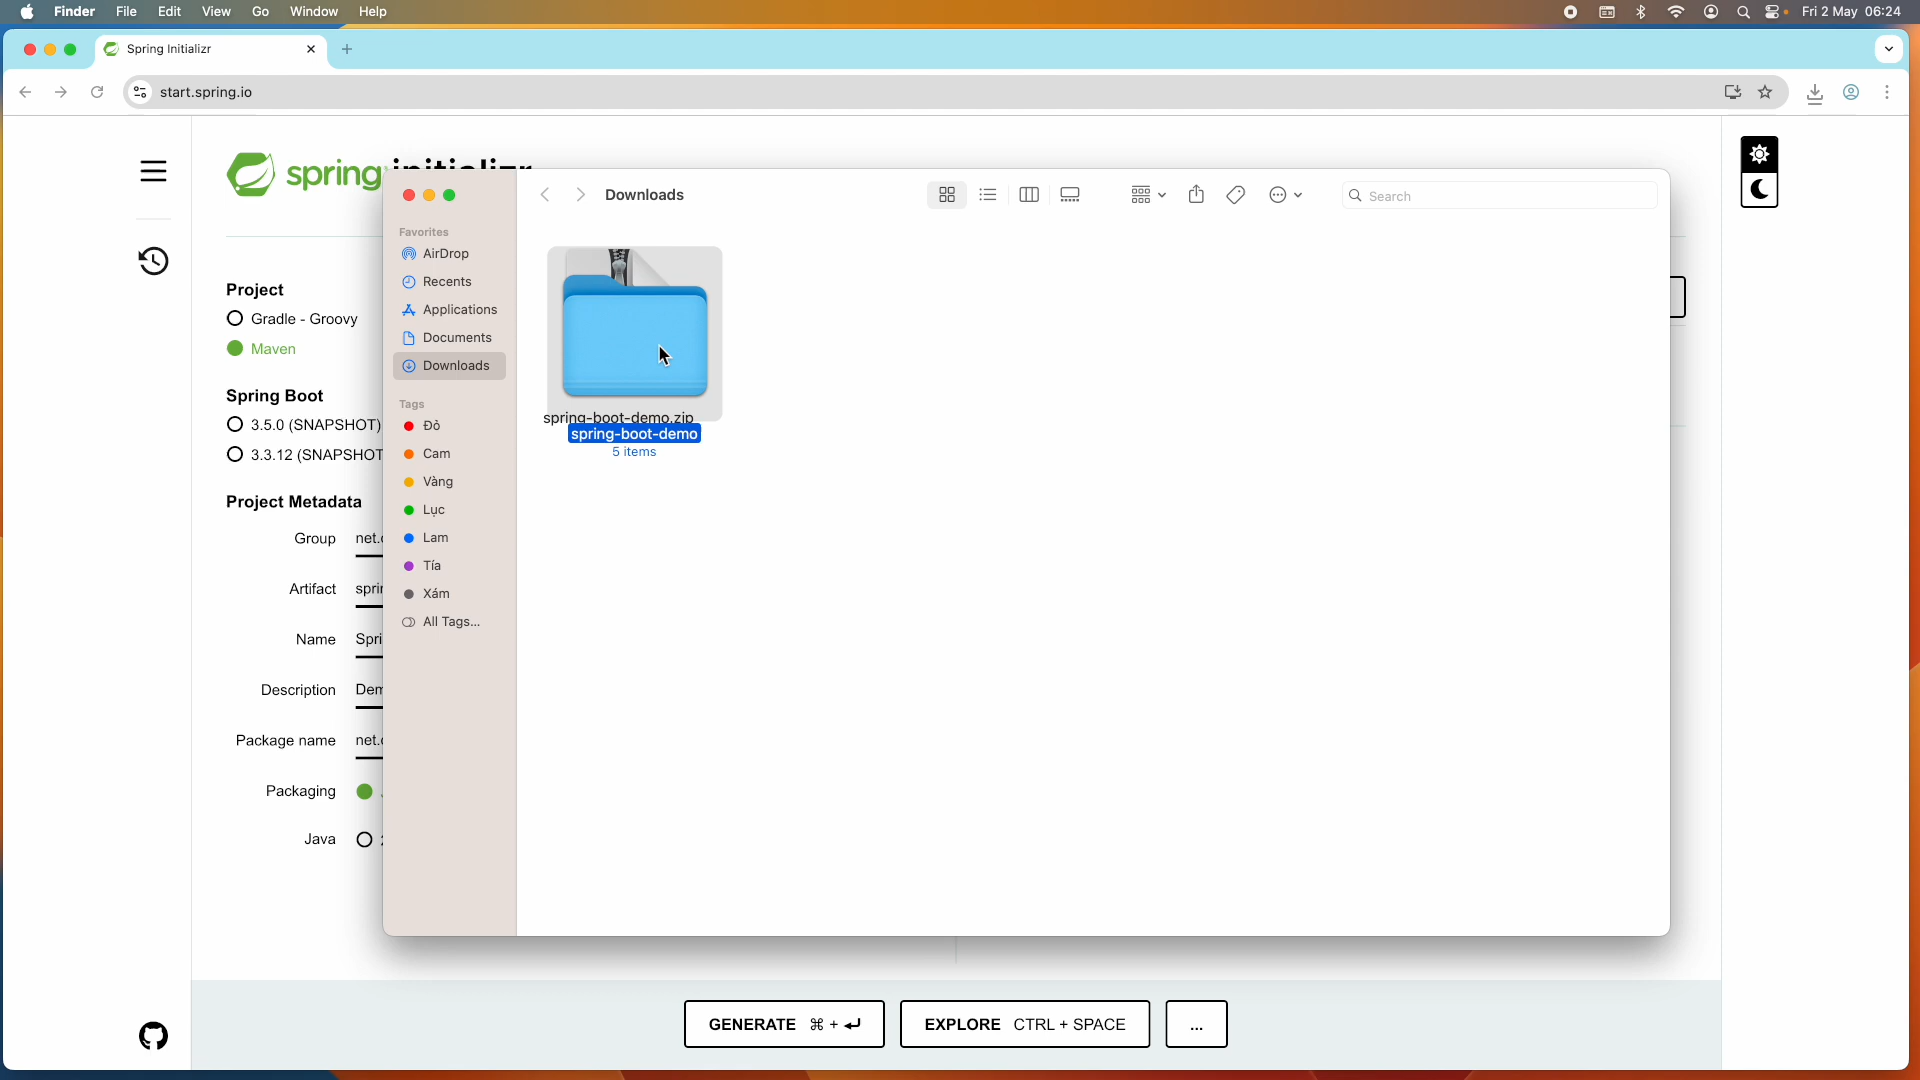 Finder File Edit View Go Window Help Fri 2 May 06:24
Spring Initializr
start.spring.io
spring
Downloads
Search
Favorites
AirDrop
Recents
Applications
Documents
Downloads
Tags
Đỏ
Cam
Vàng
Lục
Lam
Tía
Xám
All Tags...
spring-boot-demo.zip
spring-boot-demo
5 items
Project
Gradle - Groovy
Maven
Spring Boot
3.5.0 (SNAPSHOT)
3.3.12 (SNAPSHOT
Project Metadata
Group net.
Artifact
Name
Description
Package name net.
Packaging
Java
GENERATE ⌘ + ↵ EXPLORE CTRL + SPACE ...